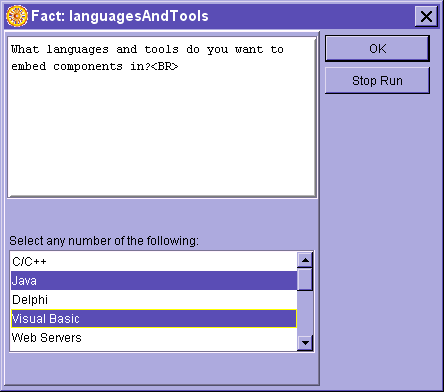 Fact: languagesAndTools
What languages and tools do you want to
embed components in?<BR>
OK
Stop Run
Select any number of the following:
C/C++
Java
Delphi
Visual Basic
Web Servers